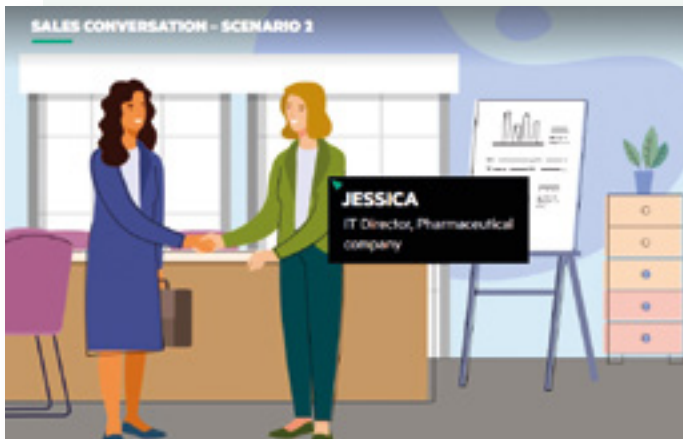 SALES CONVERSATION – SCENARIO 2
JESSICA
IT Director, Pharmaceutical
company